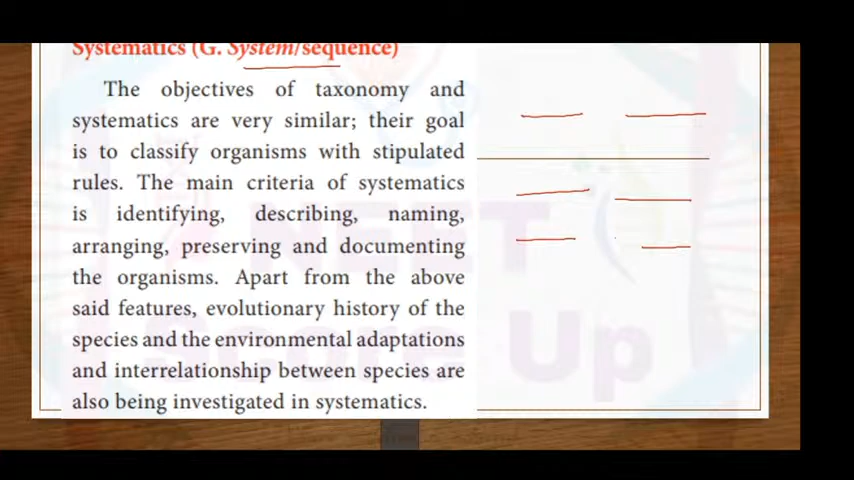 Systematics (G. System/sequence)
The objectives of taxonomy and
systematics are very similar; their goal
is to classify organisms with stipulated
rules. The main criteria of systematics
is identifying, describing, naming,
arranging, preserving and documenting
the organisms. Apart from the above
said features, evolutionary history of the
species and the environmental adaptations
and interrelationship between species are
also being investigated in systematics.
NEET
Score Up